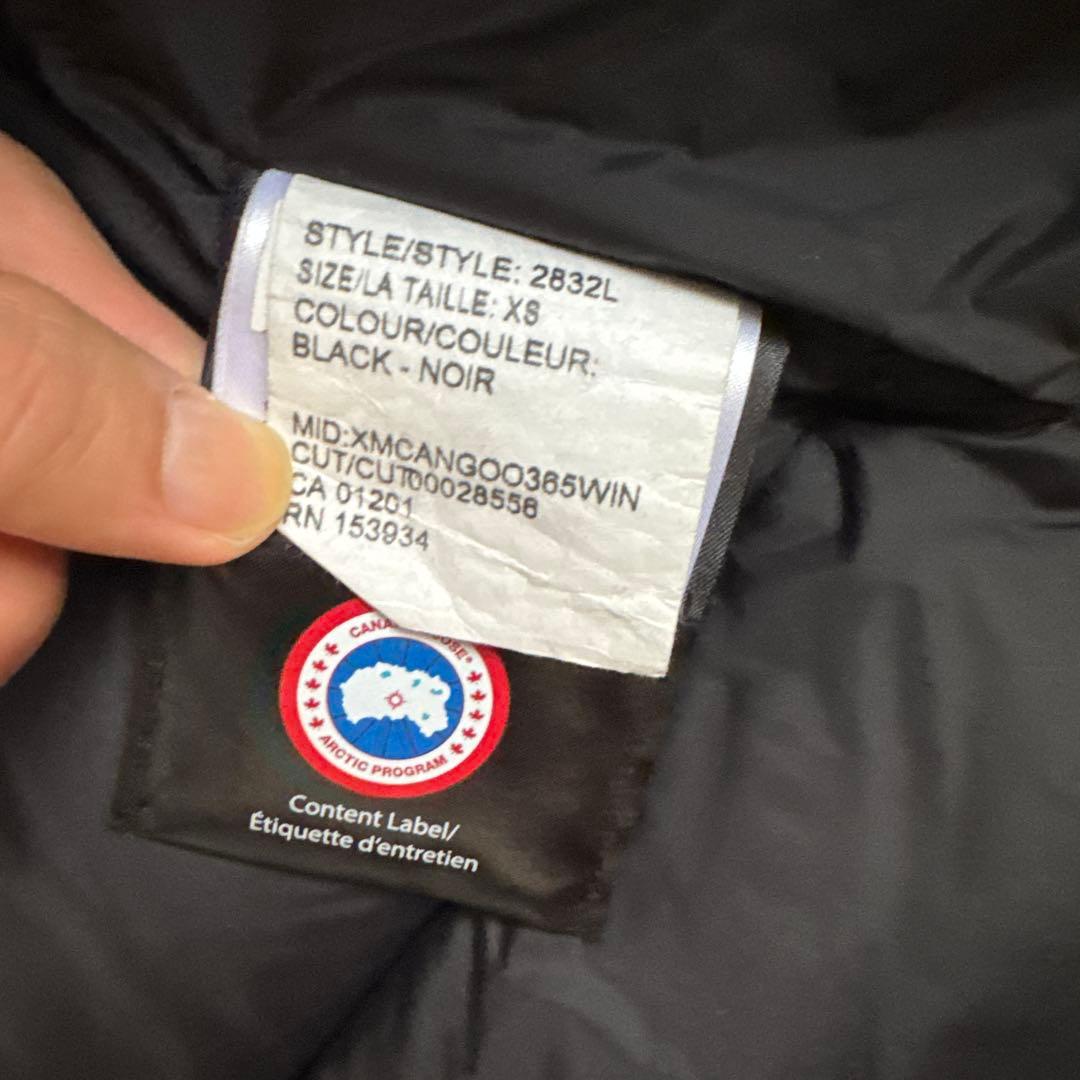 STYLE/STYLE: 2832L
SIZE/LA TAILLE: XS
COLOUR/COULEUR:
BLACK - NOIR
MID:XMCANGOO365WIN
CUT/CUT00028558
CA 01201
RN 153934
ARCTIC PROGRAM
Content Label/
Étiquette d'entretien